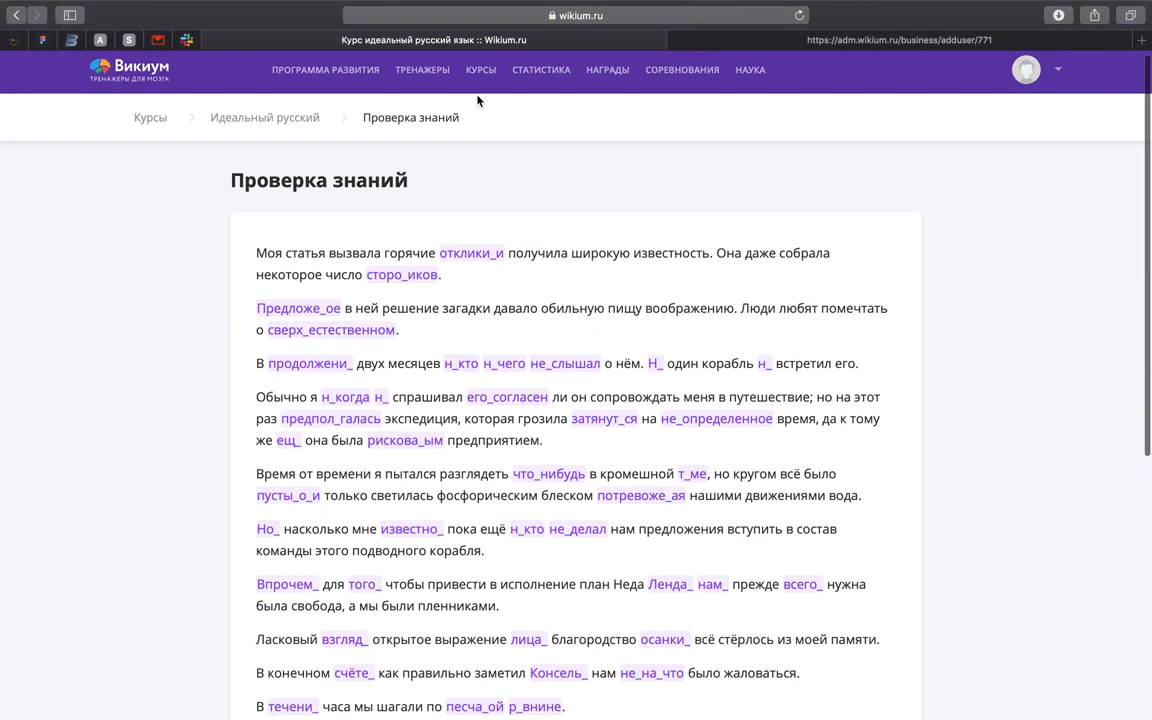 wikium.ru
Курс идеальный русский язык :: Wikium.ru
https://adm.wikium.ru/business/adduser/771
A
S
Викиум
ТРЕНАЖЕРЫ ДЛЯ МОЗГА
ПРОГРАММА РАЗВИТИЯ ТРЕНАЖЕРЫ КУРСЫ СТАТИСТИКА НАГРАДЫ СОРЕВНОВАНИЯ НАУКА
Курсы Идеальный русский Проверка знаний
Проверка знаний
Моя статья вызвала горячие отклики_и получила широкую известность. Она даже собрала
некоторое число сторо_иков.
Предложе_ое в ней решение загадки давало обильную пищу воображению. Люди любят помечтать
о сверх_естественном.
В продолжени_ двух месяцев н_кто н_чего не_слышал о нём. Н_ один корабль н_ встретил его.
Обычно я н_когда н_ спрашивал его_согласен ли он сопровождать меня в путешествие; но на этот
раз предпол_галась экспедиция, которая грозила затянут_ся на не_определенное время, да к тому
же ещ_ она была рискова_ым предприятием.
Время от времени я пытался разглядеть что_нибудь в кромешной т_ме, но кругом всё было
пусты_о_и только светилась фосфорическим блеском потревоже_ая нашими движениями вода.
Но_ насколько мне известно_ пока ещё н_кто не_делал нам предложения вступить в состав
команды этого подводного корабля.
Впрочем_ для того_ чтобы привести в исполнение план Неда Ленда_ нам_ прежде всего_ нужна
была свобода, а мы были пленниками.
Ласковый взгляд_ открытое выражение лица_ благородство осанки_ всё стёрлось из моей памяти.
В конечном счёте_ как правильно заметил Консель_ нам не_на_что было жаловаться.
В течени_ часа мы шагали по песча_ой р_внине.